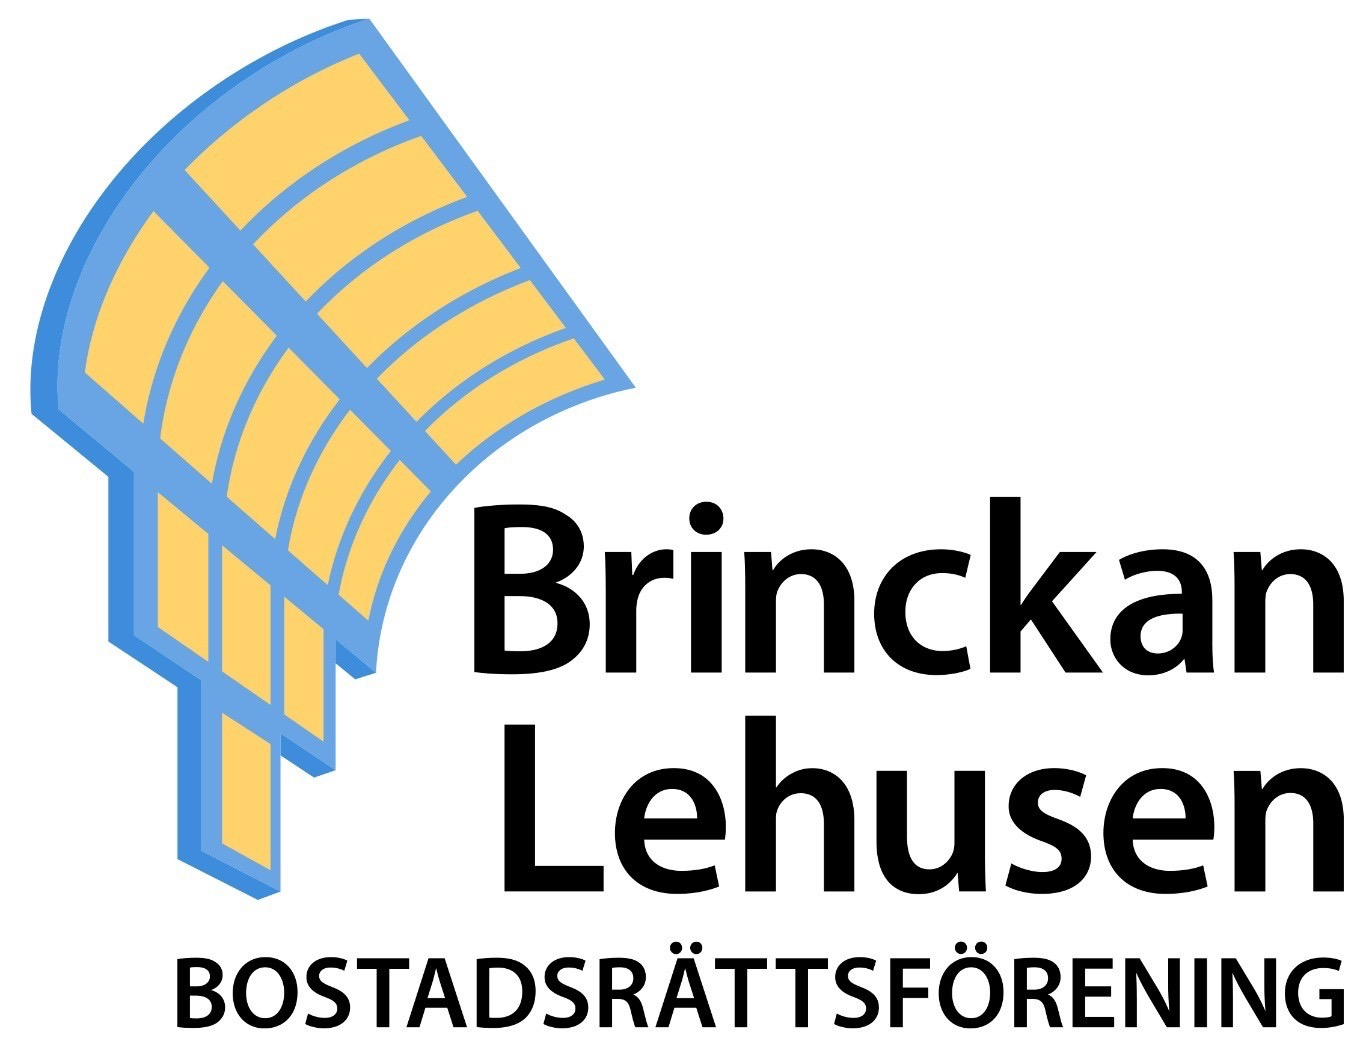 Brinckan
Lehusen
BOSTADSRÄTTSFÖRENING